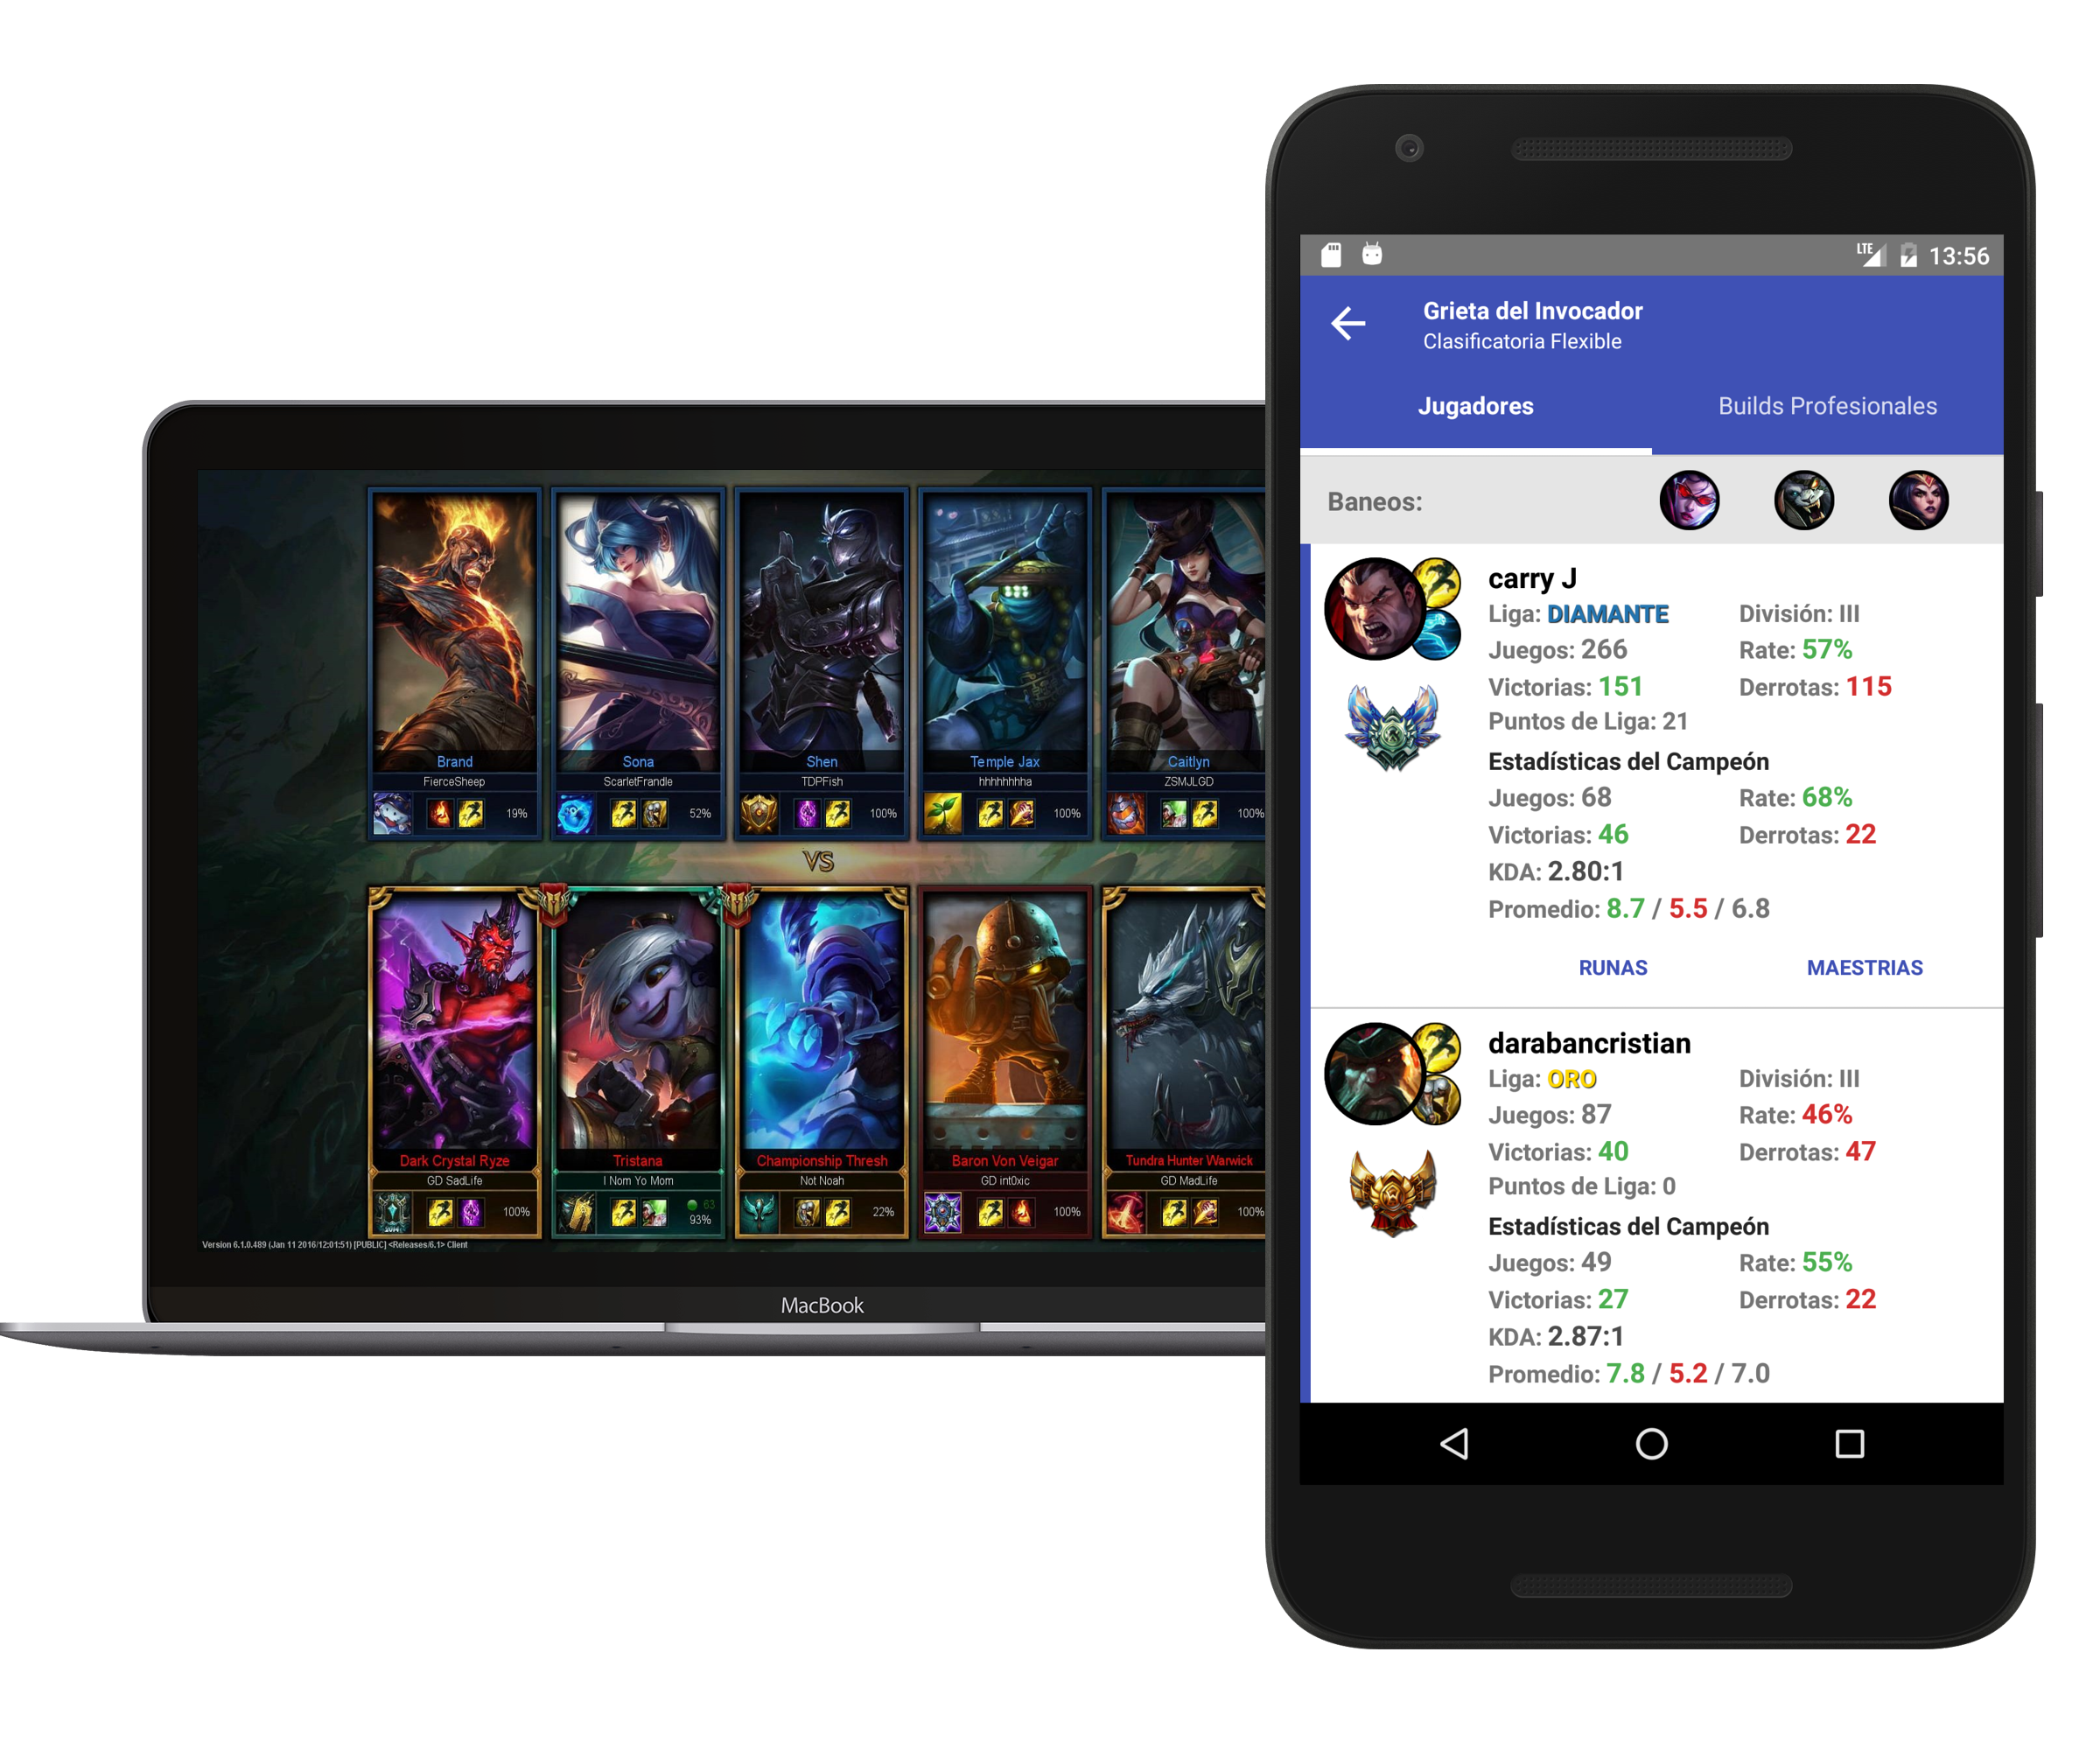 Brand
FierceSheep
19%
Sona
ScarletFrandle
52%
Shen
TDPFish
100%
Temple Jax
hhhhhhhha
100%
Caitlyn
ZSMJLGD
100%
VS
Dark Crystal Ryze
GD SadLife
100%
Tristana
I Nom Yo Mom
63
93%
Championship Thresh
Not Noah
22%
Baron Von Veigar
GD int0xic
100%
Tundra Hunter Warwick
GD MadLife
100%
Version 6.1.0.489 (Jan 11 2016/12:01:51) [PUBLIC] <Releases/6.1> Client
MacBook
LTE 13:56
Grieta del Invocador
Clasificatoria Flexible
Jugadores Builds Profesionales
Baneos:
carry J
Liga: DIAMANTE División: III
Juegos: 266 Rate: 57%
Victorias: 151 Derrotas: 115
Puntos de Liga: 21
Estadísticas del Campeón
Juegos: 68 Rate: 68%
Victorias: 46 Derrotas: 22
KDA: 2.80:1
Promedio: 8.7 / 5.5 / 6.8
RUNAS MAESTRIAS
darabancristian
Liga: ORO División: III
Juegos: 87 Rate: 46%
Victorias: 40 Derrotas: 47
Puntos de Liga: 0
Estadísticas del Campeón
Juegos: 49 Rate: 55%
Victorias: 27 Derrotas: 22
KDA: 2.87:1
Promedio: 7.8 / 5.2 / 7.0